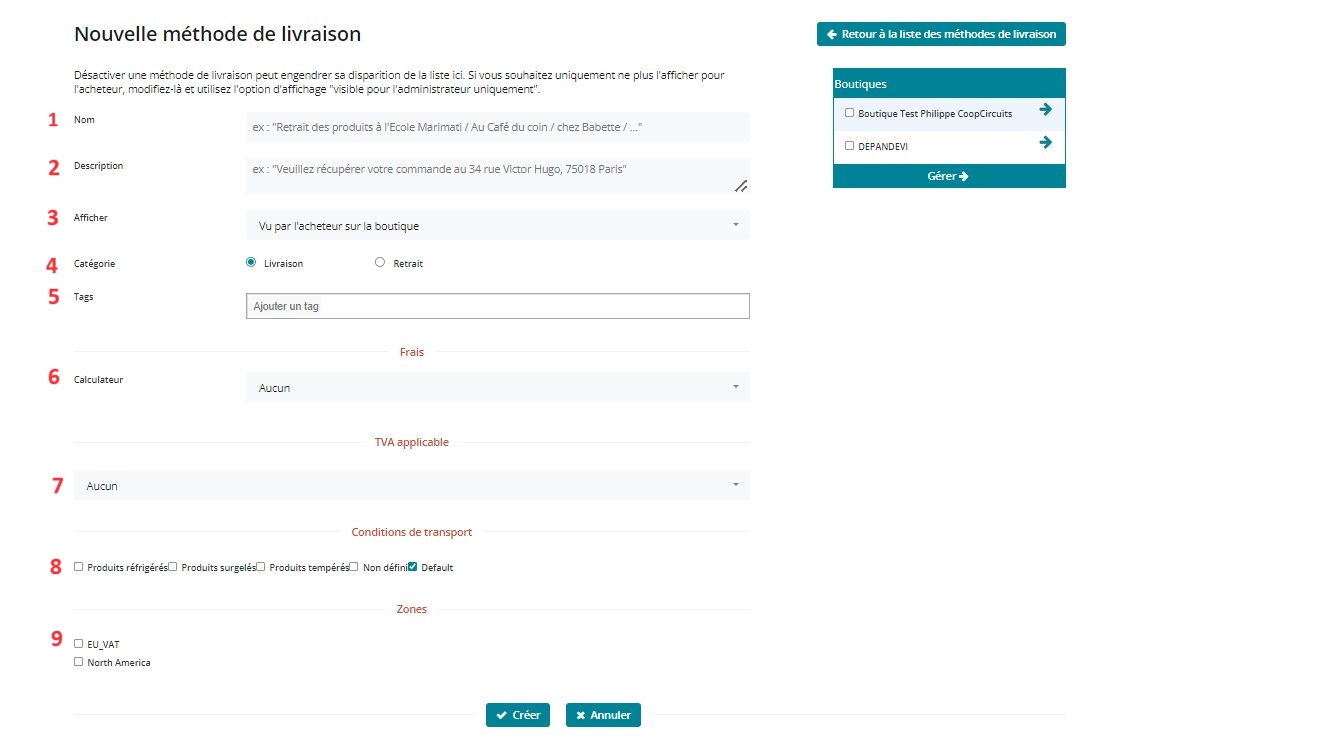 Nouvelle méthode de livraison
Retour à la liste des méthodes de livraison
Désactiver une méthode de livraison peut engendrer sa disparition de la liste ici. Si vous souhaitez uniquement ne plus l'afficher pour
l'acheteur, modifiez-là et utilisez l'option d'affichage "visible pour l'administrateur uniquement".
Boutiques
Boutique Test Philippe CoopCircuits
DEPANDEVI
Gérer
1 Nom ex : "Retrait des produits à l'Ecole Marimati / Au Café du coin / chez Babette / ..."
2 Description ex : "Veuillez récupérer votre commande au 34 rue Victor Hugo, 75018 Paris"
3 Afficher Vu par l'acheteur sur la boutique
4 Catégorie Livraison Retrait
5 Tags Ajouter un tag
Frais
6 Calculateur Aucun
TVA applicable
7 Aucun
Conditions de transport
8 Produits réfrigérés Produits surgelés Produits tempérés Non défini Default
Zones
9 EU_VAT
North America
Créer Annuler